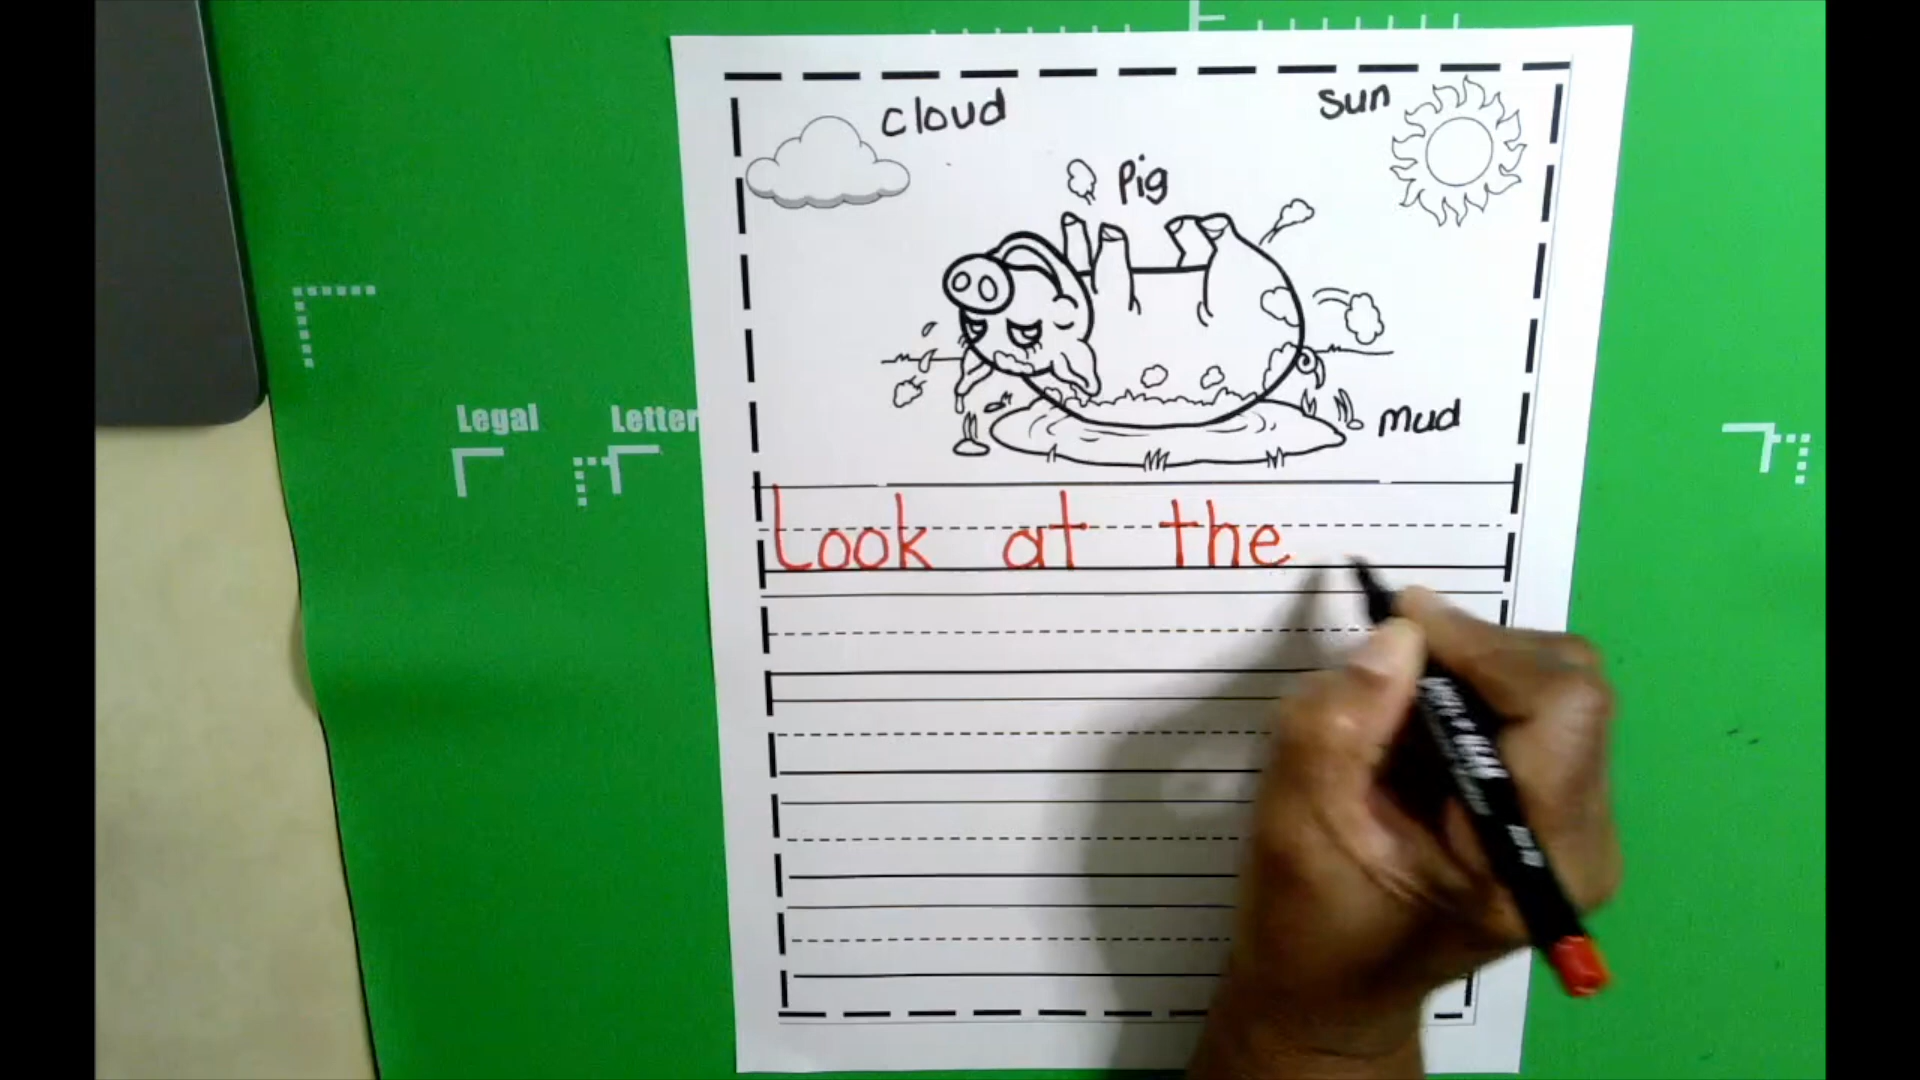 cloud
sun
pig
mud
Legal
Letter
Look at the